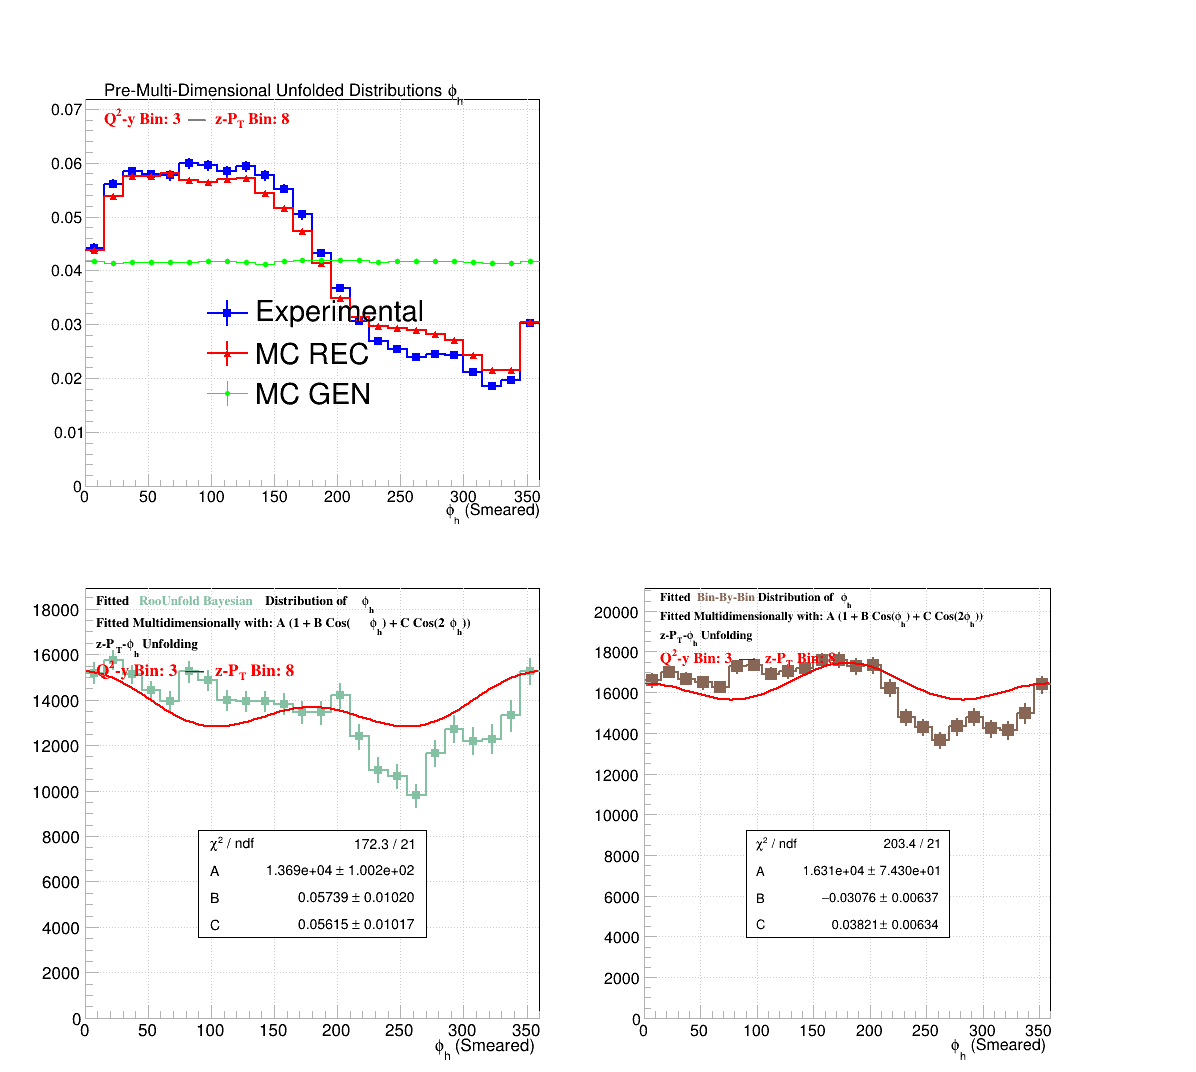 Pre-Multi-Dimensional Unfolded Distributions ϕh
Q2-y Bin: 3 — z-PT Bin: 8
0.07
0.06
0.05
0.04
0.03
0.02
0.01
0
Experimental
MC REC
MC GEN
0 50 100 150 200 250 300 350
ϕh (Smeared)
Fitted RooUnfold Bayesian Distribution of ϕh
Fitted Multidimensionally with: A (1 + B Cos( ϕh) + C Cos(2 ϕh))
z-PT-ϕh Unfolding
Q2-y Bin: 3 — z-PT Bin: 8
18000
16000
14000
12000
10000
8000
6000
4000
2000
0
χ2 / ndf 172.3 / 21
A 1.369e+04 ± 1.002e+02
B 0.05739 ± 0.01020
C 0.05615 ± 0.01017
0 50 100 150 200 250 300 350
ϕh (Smeared)
Fitted Bin-By-Bin Distribution of ϕh
Fitted Multidimensionally with: A (1 + B Cos(ϕh) + C Cos(2ϕh))
z-PT-ϕh Unfolding
Q2-y Bin: 3 — z-PT Bin: 8
20000
18000
16000
14000
12000
10000
8000
6000
4000
2000
0
χ2 / ndf 203.4 / 21
A 1.631e+04 ± 7.430e+01
B −0.03076 ± 0.00637
C 0.03821 ± 0.00634
0 50 100 150 200 250 300 350
ϕh (Smeared)